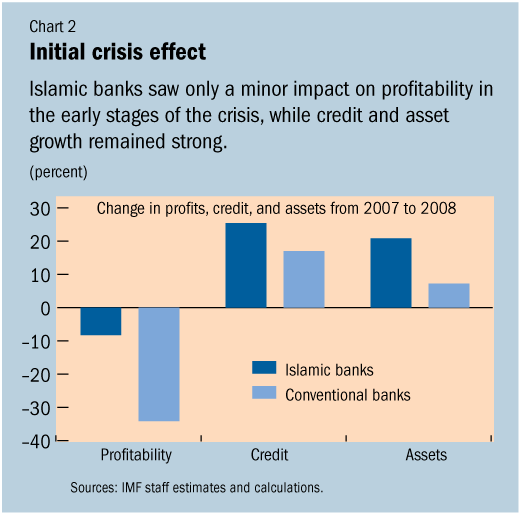 Chart 2
Initial crisis effect
Islamic banks saw only a minor impact on profitability in
the early stages of the crisis, while credit and asset
growth remained strong.
(percent)
Change in profits, credit, and assets from 2007 to 2008
30
20
10
0
–10
–20
–30
–40
Islamic banks
Conventional banks
Profitability
Credit
Assets
Sources: IMF staff estimates and calculations.